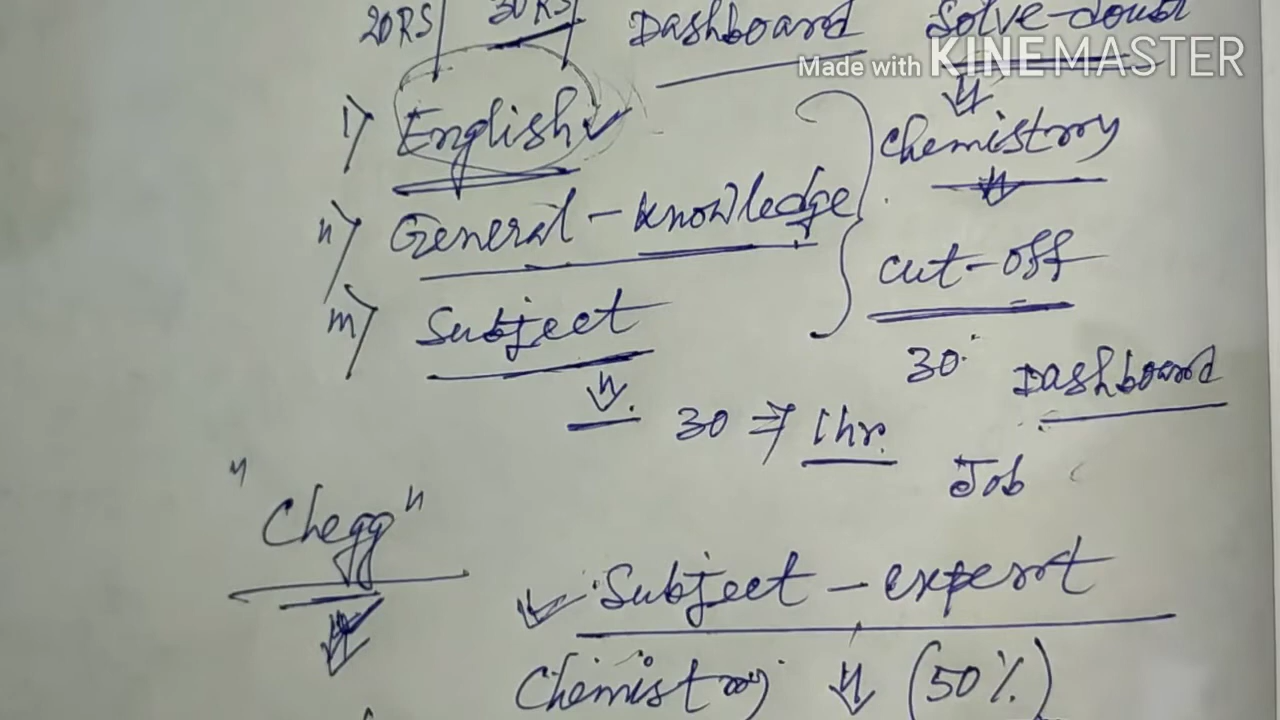 20RS 30RS Dashboard Solve-doubt
Made with KINEMASTER
i) English
Chemistry
ii) General-knowledge
cut-off
iii) Subject
30
Dashboard
30 ⇒ 1hr.
Job
"Chegg"
Subject-expert
Chemistry (50%)